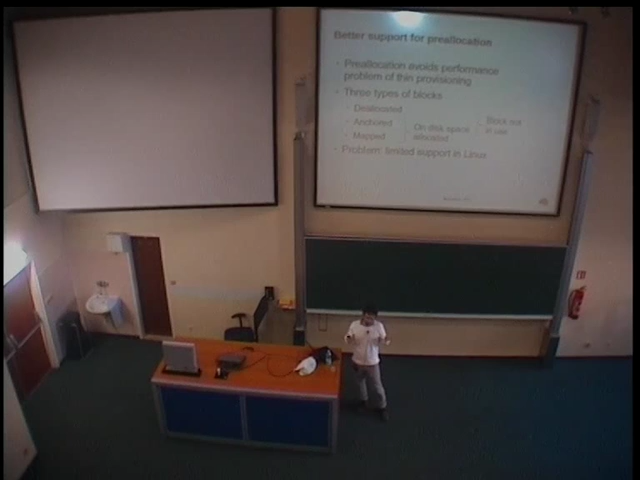 Better support for preallocation
· Preallocation avoids performance
problem of thin provisioning
· Three types of blocks
· Deallocated
· Anchored
· Mapped
On disk space
allocated
Block not
in use
· Problem: limited support in Linux